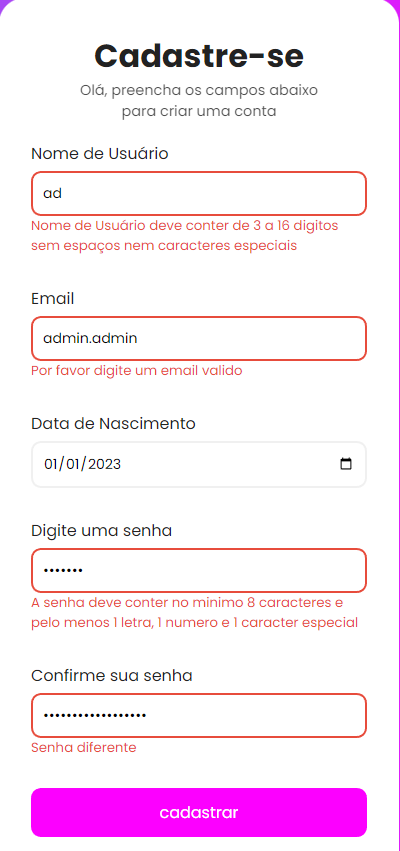 Cadastre-se
Olá, preencha os campos abaixo
para criar uma conta
Nome de Usuário
ad
Nome de Usuário deve conter de 3 a 16 digitos
sem espaços nem caracteres especiais
Email
admin.admin
Por favor digite um email valido
Data de Nascimento
01/01/2023
Digite uma senha
•••••••
A senha deve conter no minimo 8 caracteres e
pelo menos 1 letra, 1 numero e 1 caracter especial
Confirme sua senha
••••••••••••••••••
Senha diferente
cadastrar